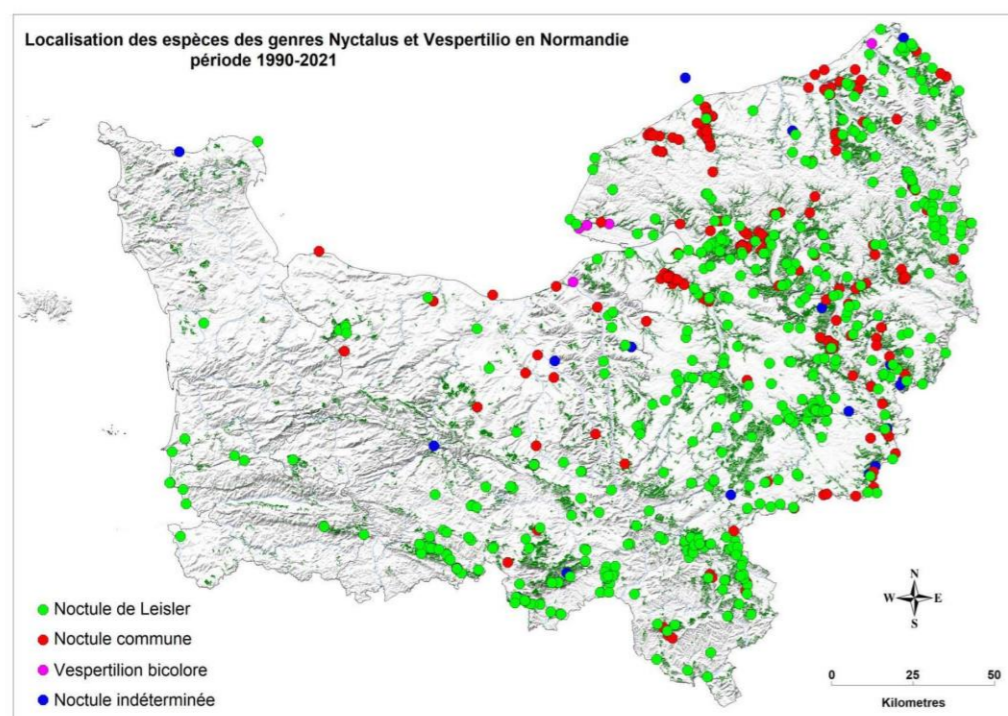 Localisation des espèces des genres Nyctalus et Vespertilio en Normandie
période 1990-2021
N
W E
S
Noctule de Leisler
Noctule commune
Vespertilion bicolore
Noctule indéterminée
0 25 50
Kilometres